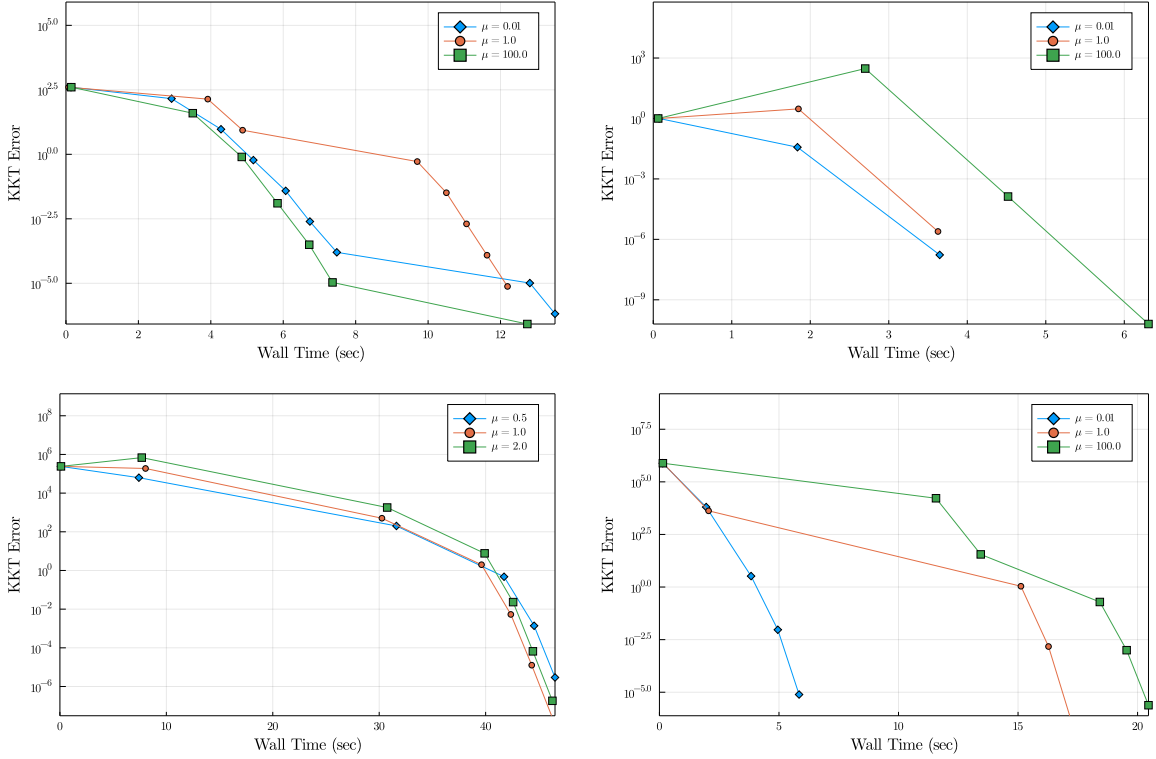 10^5.0
10^2.5
10^0.0
10^−2.5
10^−5.0
KKT Error
0 2 4 6 8 10 12
Wall Time (sec)
μ = 0.01
μ = 1.0
μ = 100.0
10^3
10^0
10^−3
10^−6
10^−9
KKT Error
0 1 2 3 4 5 6
Wall Time (sec)
μ = 0.01
μ = 1.0
μ = 100.0
10^8
10^6
10^4
10^2
10^0
10^−2
10^−4
10^−6
KKT Error
0 10 20 30 40
Wall Time (sec)
μ = 0.5
μ = 1.0
μ = 2.0
10^7.5
10^5.0
10^2.5
10^0.0
10^−2.5
10^−5.0
KKT Error
0 5 10 15 20
Wall Time (sec)
μ = 0.01
μ = 1.0
μ = 100.0